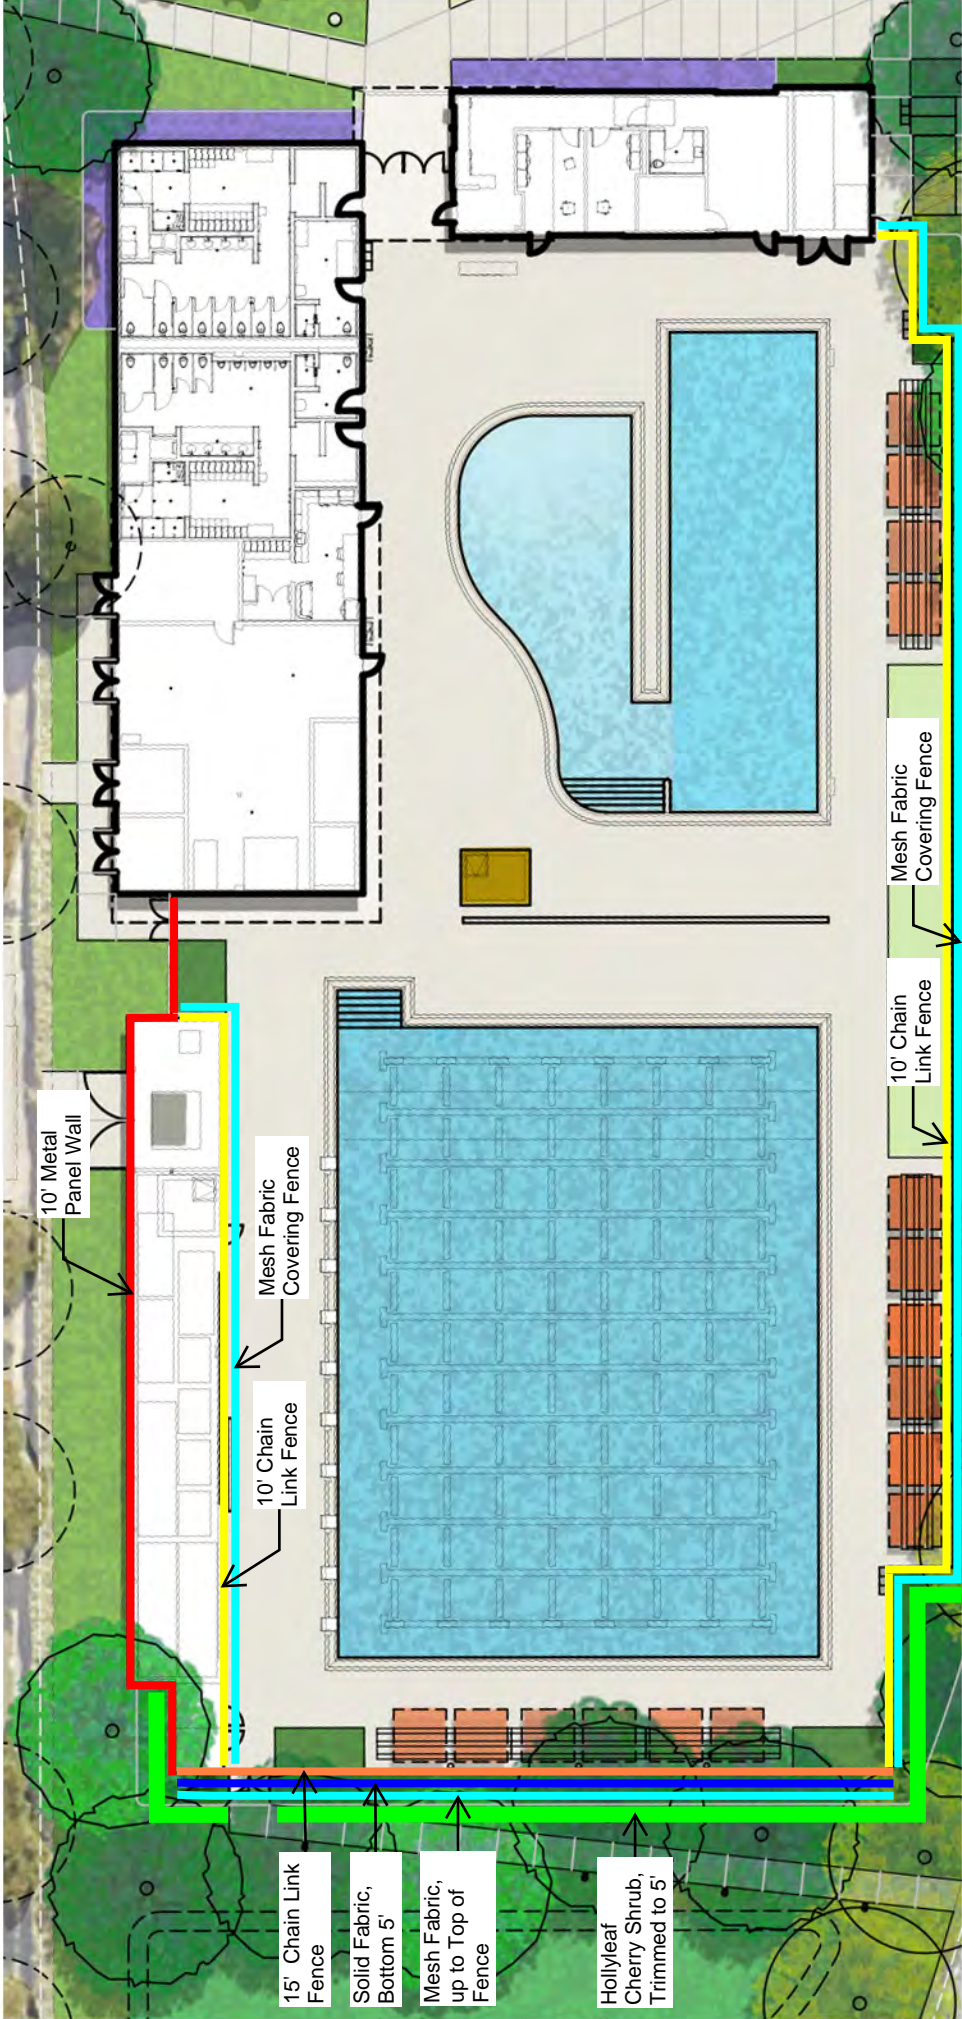 10' Metal
Panel Wall
Mesh Fabric
Covering Fence
10' Chain
Link Fence
Mesh Fabric
Covering Fence
10' Chain
Link Fence
15' Chain Link
Fence
Solid Fabric,
Bottom 5'
Mesh Fabric,
up to Top of
Fence
Hollyleaf
Cherry Shrub,
Trimmed to 5'